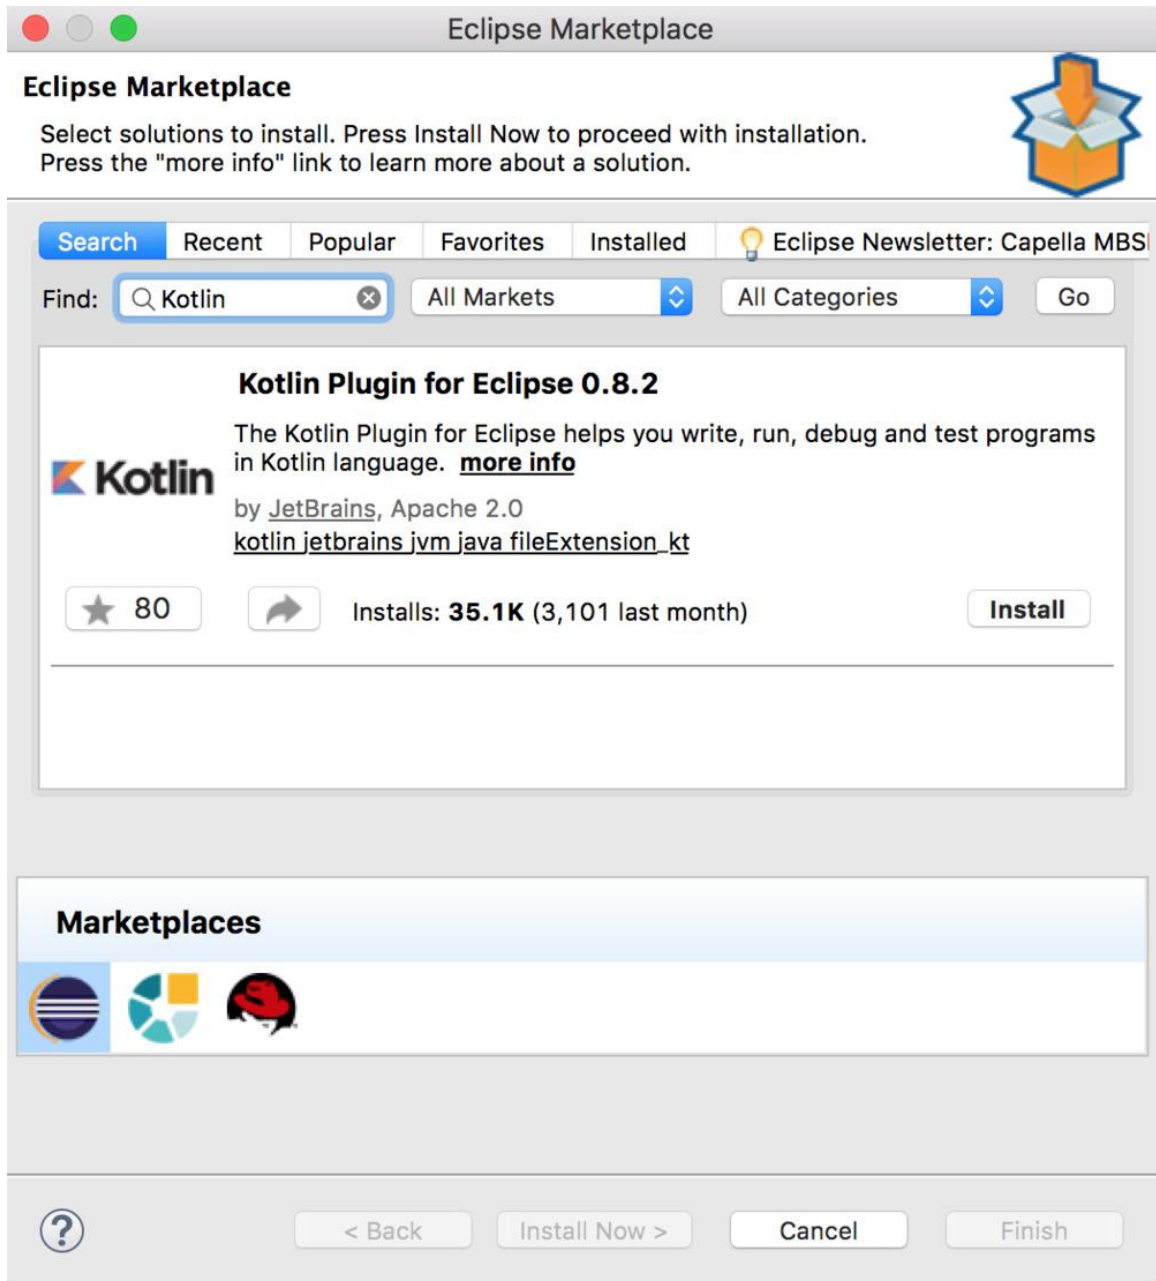 Eclipse Marketplace
Eclipse Marketplace
Select solutions to install. Press Install Now to proceed with installation.
Press the "more info" link to learn more about a solution.
Search Recent Popular Favorites Installed Eclipse Newsletter: Capella MBS
Find: Kotlin All Markets All Categories Go
Kotlin Plugin for Eclipse 0.8.2
The Kotlin Plugin for Eclipse helps you write, run, debug and test programs
in Kotlin language. more info
Kotlin
by JetBrains, Apache 2.0
kotlin jetbrains jvm java fileExtension_kt
80 Installs: 35.1K (3,101 last month) Install
Marketplaces
? < Back Install Now > Cancel Finish